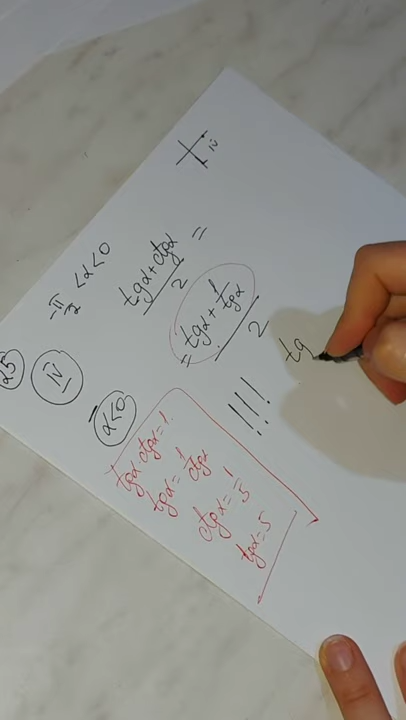 25
IV
-π/2 < α < 0
IV
(tgα + ctgα)/2 =
= (tgα + 1/tgα)/2
α<0
!!!
tg
tgα·ctgα=1.
tgα = 1/ctgα
ctgα = 1/5
tgα = 5